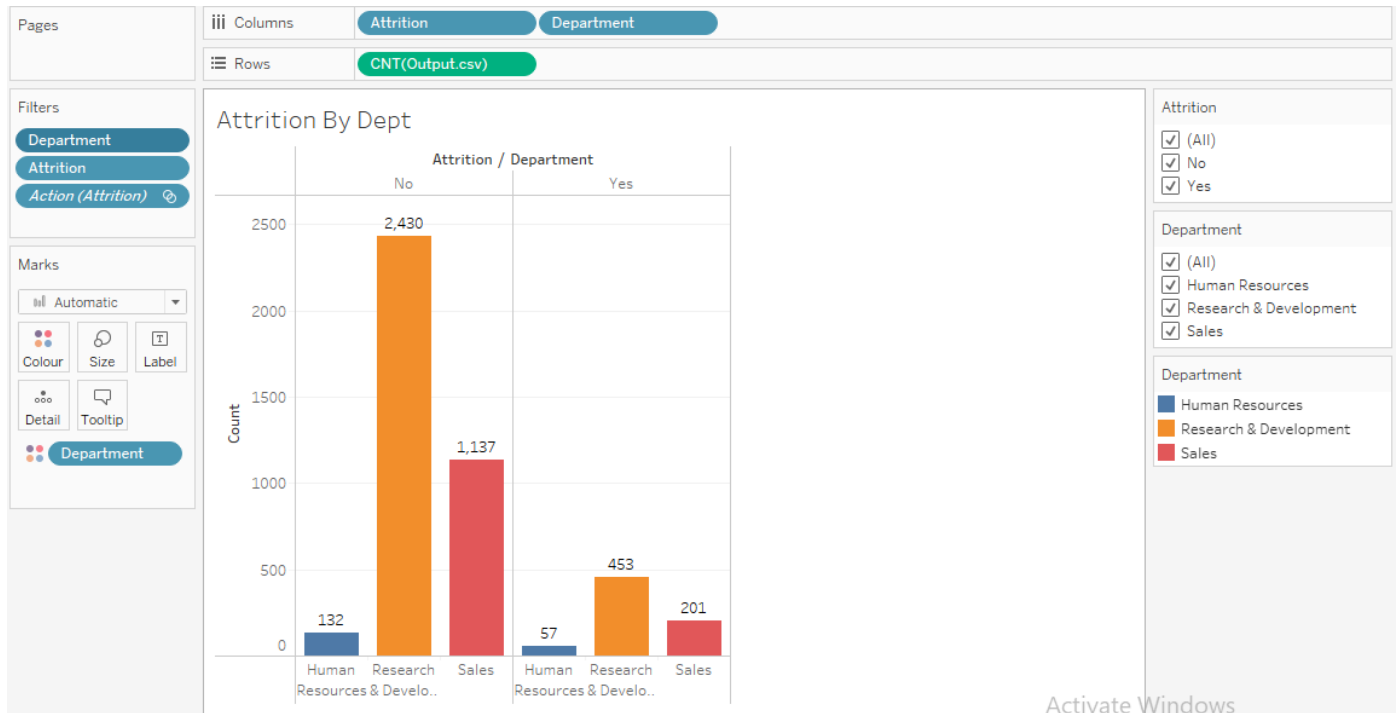 Pages
Columns
Attrition
Department
Rows
CNT(Output.csv)
Filters
Department
Attrition
Action (Attrition)
Marks
Automatic
Colour
Size
Label
Detail
Tooltip
Department
Attrition By Dept
Attrition / Department
No
Yes
Count
2500
2000
1500
1000
500
0
2,430
1,137
132
453
201
57
Human Resources
Research & Develo..
Sales
Human Resources
Research & Develo..
Sales
Attrition
(All)
No
Yes
Department
(All)
Human Resources
Research & Development
Sales
Department
Human Resources
Research & Development
Sales
Activate Windows